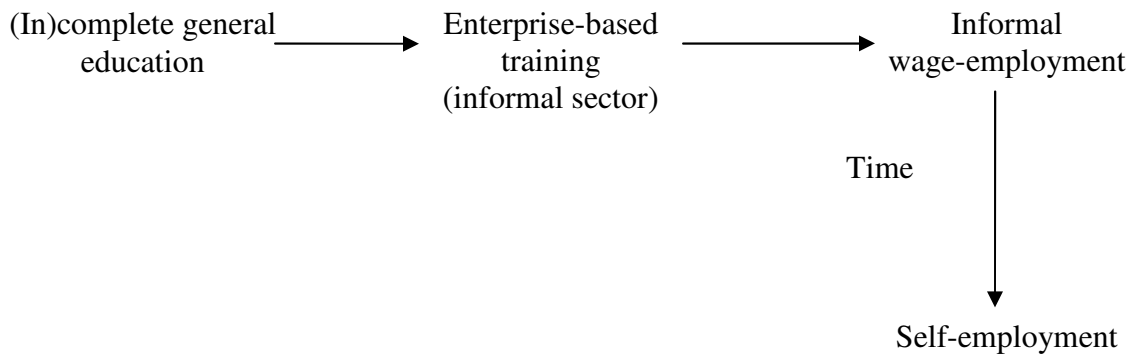 (In)complete general
education
Enterprise-based
training
(informal sector)
Informal
wage-employment
Time
Self-employment